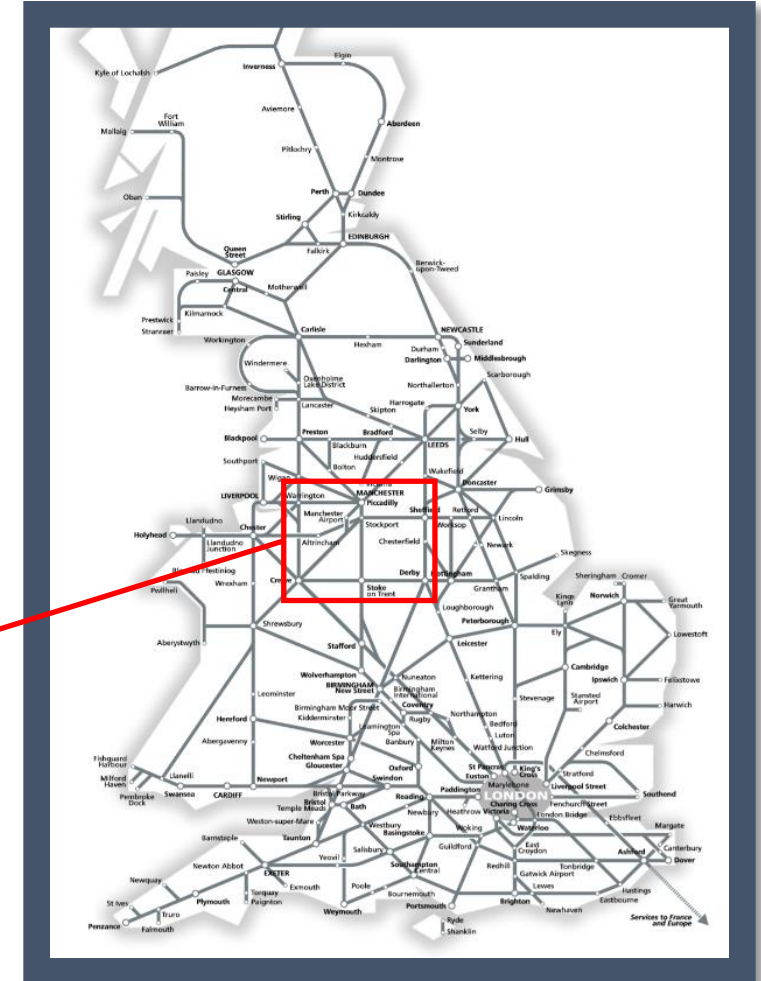 Elgin
Inverness
Kyle of Lochalsh
Aviemore
Fort
William
Aberdeen
Mallaig
Pitlochry
Montrose
Perth
Dundee
Oban
Kirkcaldy
Stirling
EDINBURGH
Queen
Street
Falkirk
Berwick-
upon-Tweed
Paisley
GLASGOW
Central
Motherwell
Prestwick
Kilmarnock
Stranraer
Carlisle
NEWCASTLE
Workington
Hexham
Sunderland
Durham
Darlington
Middlesbrough
Windermere
Scarborough
Oxenholme
Lake District
Northallerton
Barrow-in-Furness
Morecambe
Heysham Port
Lancaster
Harrogate
Skipton
York
Blackpool
Preston
Bradford
Selby
Hull
Blackburn
LEEDS
Huddersfield
Southport
Bolton
Wakefield
Wigan
Doncaster
LIVERPOOL
Warrington
MANCHESTER
Piccadilly
Grimsby
Manchester
Airport
Sheffield
Retford
Lincoln
Llandudno
Chester
Stockport
Worksop
Holyhead
Llandudno
Junction
Altrincham
Chesterfield
Newark
Skegness
Ffestiniog
Wrexham
Crewe
Stoke
on Trent
Derby
Nottingham
Grantham
Spalding
Sheringham
Cromer
Pwllheli
Loughborough
Kings
Lynn
Norwich
Great
Yarmouth
Shrewsbury
Peterborough
Aberystwyth
Stafford
Leicester
Ely
Lowestoft
Wolverhampton
BIRMINGHAM
New Street
Nuneaton
Kettering
Cambridge
Ipswich
Felixstowe
Birmingham
International
Leominster
Birmingham Moor Street
Kidderminster
Coventry
Stevenage
Stansted
Airport
Harwich
Hereford
Leamington
Spa
Rugby
Northampton
Bedford
Colchester
Abergavenny
Worcester
Banbury
Milton
Keynes
Luton
Watford Junction
Chelmsford
Fishguard
Harbour
Cheltenham Spa
Gloucester
Oxford
St Pancras
Euston
King's
Cross
Stratford
Milford
Haven
Llanelli
Newport
Swindon
Marylebone
Liverpool Street
Pembroke
Dock
Swansea
CARDIFF
Bristol Parkway
Reading
Paddington
LONDON
Southend
Bristol
Temple Meads
Bath
Newbury
Heathrow
Victoria
Charing Cross
Fenchurch Street
London Bridge
Ebbsfleet
Weston-super-Mare
Westbury
Basingstoke
Woking
Waterloo
Margate
Barnstaple
Taunton
Salisbury
Guildford
East
Croydon
Canterbury
Newton Abbot
Yeovil
Southampton
Central
Redhill
Tonbridge
Ashford
Dover
Newquay
EXETER
Gatwick Airport
Exmouth
Poole
Lewes
Hastings
St Ives
Plymouth
Torquay
Paignton
Bournemouth
Eastbourne
Truro
Weymouth
Portsmouth
Brighton
Newhaven
Penzance
Falmouth
Ryde
Shanklin
Services to France
and Europe